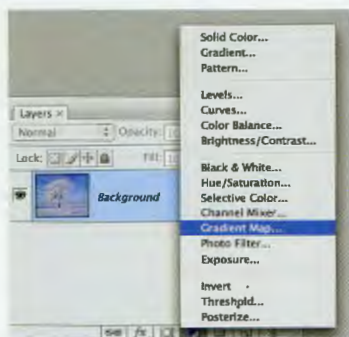 Solid Color...
Gradient...
Pattern...
Levels...
Curves...
Color Balance...
Brightness/Contrast...
Black & White...
Hue/Saturation...
Selective Color...
Channel Mixer...
Gradient Map...
Photo Filter...
Exposure...
Invert
Threshold...
Posterize...
Layers ×
Normal
Opacity:
Lock:
Fill:
Background
fx